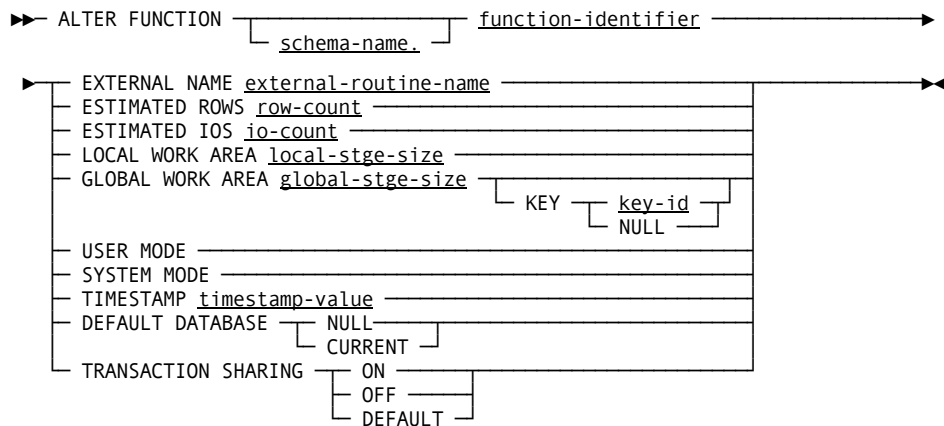 ALTER FUNCTION schema-name. function-identifier
EXTERNAL NAME external-routine-name
ESTIMATED ROWS row-count
ESTIMATED IOS io-count
LOCAL WORK AREA local-stge-size
GLOBAL WORK AREA global-stge-size
KEY key-id
NULL
USER MODE
SYSTEM MODE
TIMESTAMP timestamp-value
DEFAULT DATABASE NULL
CURRENT
TRANSACTION SHARING ON
OFF
DEFAULT